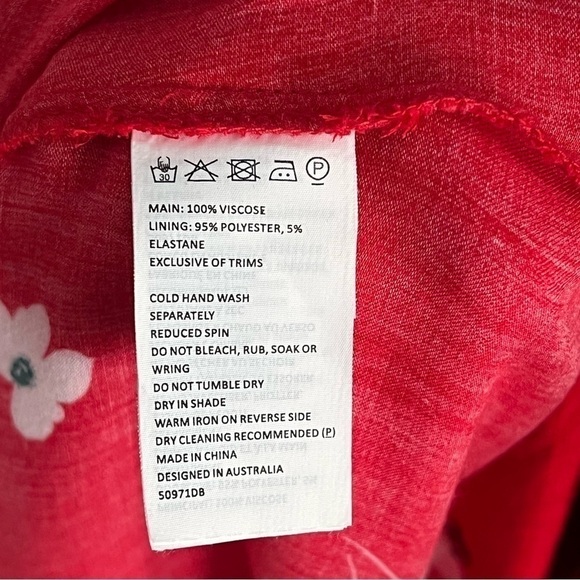 30 P
MAIN: 100% VISCOSE
LINING: 95% POLYESTER, 5%
ELASTANE
EXCLUSIVE OF TRIMS
COLD HAND WASH
SEPARATELY
REDUCED SPIN
DO NOT BLEACH, RUB, SOAK OR
WRING
DO NOT TUMBLE DRY
DRY IN SHADE
WARM IRON ON REVERSE SIDE
DRY CLEANING RECOMMENDED (P)
MADE IN CHINA
DESIGNED IN AUSTRALIA
50971DB